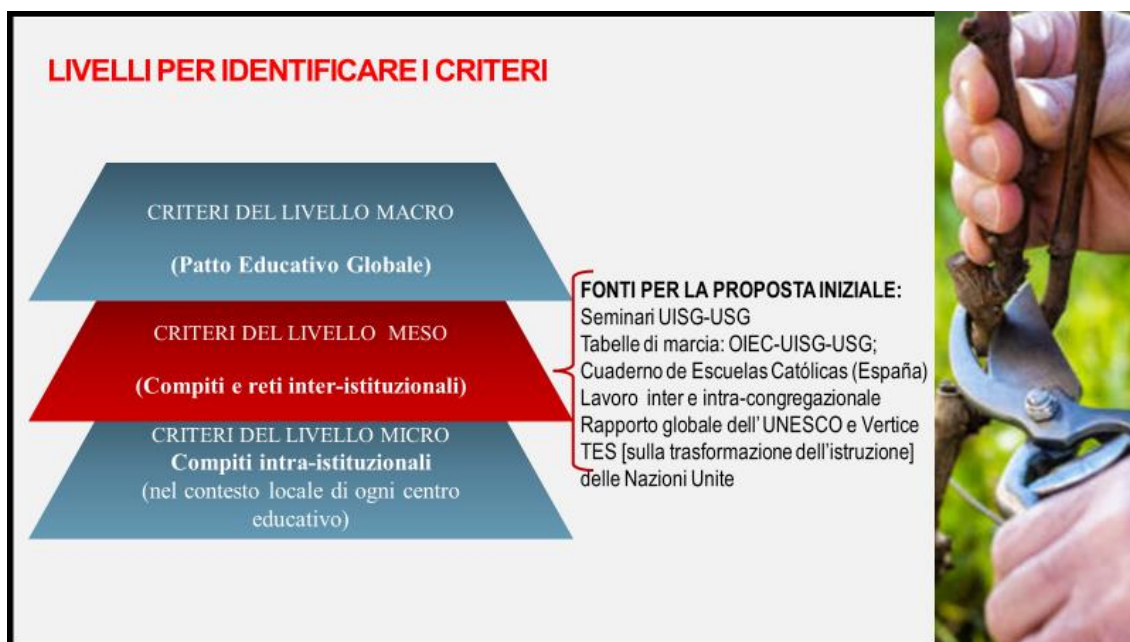 LIVELLI PER IDENTIFICARE I CRITERI
CRITERI DEL LIVELLO MACRO
(Patto Educativo Globale)
CRITERI DEL LIVELLO MESO
(Compiti e reti inter-istituzionali)
CRITERI DEL LIVELLO MICRO
Compiti intra-istituzionali
(nel contesto locale di ogni centro
educativo)
FONTI PER LA PROPOSTA INIZIALE:
Seminari UISG-USG
Tabelle di marcia: OIEC-UISG-USG;
Cuaderno de Escuelas Católicas (España)
Lavoro inter e intra-congregazionale
Rapporto globale dell'UNESCO e Vertice
TES [sulla trasformazione dell'istruzione]
delle Nazioni Unite